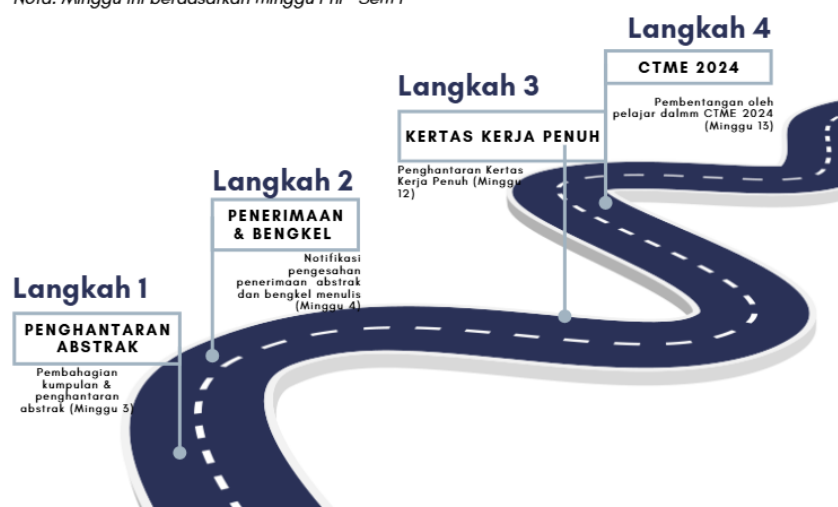 Nota: Minggu ini berdasarkan minggu
Langkah 4
CTME 2024
Pembentangan oleh
pelajar dalmm CTME 2024
(Minggu 13)
Langkah 3
KERTAS KERJA PENUH
Penghantaran Kertas
Kerja Penuh (Minggu
12)
Langkah 2
PENERIMAAN
& BENGKEL
Notifikasi
pengesahan
penerimaan abstrak
dan bengkel menulis
(Minggu 4)
Langkah 1
PENGHANTARAN
ABSTRAK
Pembahagian
kumpulan &
penghantaran
abstrak (Minggu 3)